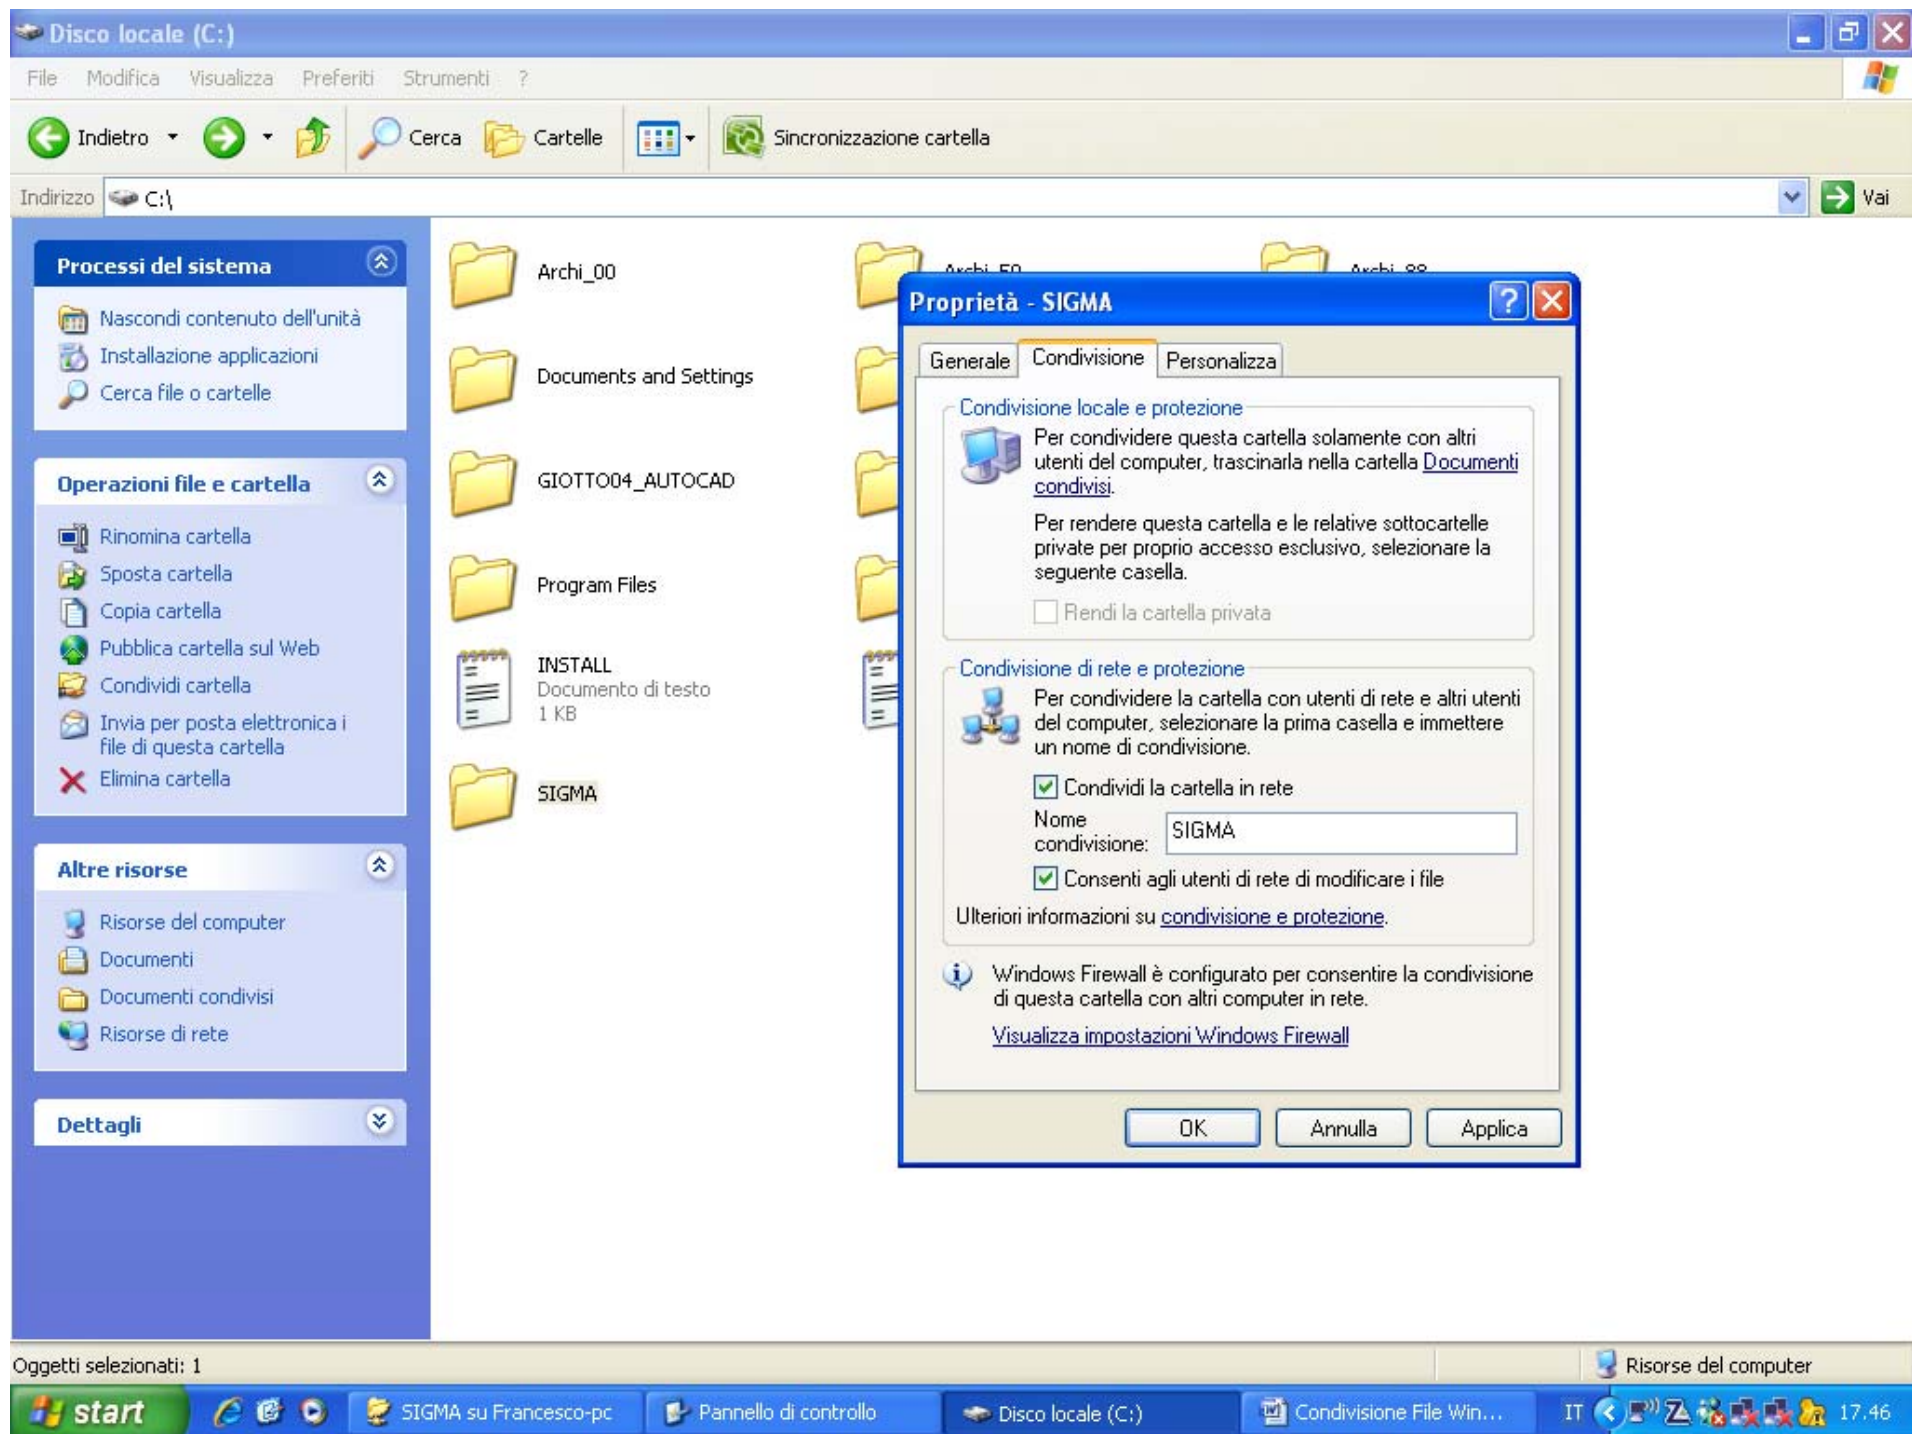 Disco locale (C:)
File Modifica Visualizza Preferiti Strumenti ?
Indietro Cerca Cartelle Sincronizzazione cartella
Indirizzo C:\ Vai
Processi del sistema
Nascondi contenuto dell'unità
Installazione applicazioni
Cerca file o cartelle
Operazioni file e cartella
Rinomina cartella
Sposta cartella
Copia cartella
Pubblica cartella sul Web
Condividi cartella
Invia per posta elettronica i
file di questa cartella
Elimina cartella
Altre risorse
Risorse del computer
Documenti
Documenti condivisi
Risorse di rete
Dettagli
Archi_00
Documents and Settings
GIOTTO04_AUTOCAD
Program Files
INSTALL
Documento di testo
1 KB
SIGMA
Proprietà - SIGMA
Generale Condivisione Personalizza
Condivisione locale e protezione
Per condividere questa cartella solamente con altri
utenti del computer, trascinarla nella cartella Documenti
condivisi.
Per rendere questa cartella e le relative sottocartelle
private per proprio accesso esclusivo, selezionare la
seguente casella.
Rendi la cartella privata
Condivisione di rete e protezione
Per condividere la cartella con utenti di rete e altri utenti
del computer, selezionare la prima casella e immettere
un nome di condivisione.
Condividi la cartella in rete
Nome
condivisione: SIGMA
Consenti agli utenti di rete di modificare i file
Ulteriori informazioni su condivisione e protezione.
Windows Firewall è configurato per consentire la condivisione
di questa cartella con altri computer in rete.
Visualizza impostazioni Windows Firewall
OK Annulla Applica
Oggetti selezionati: 1 Risorse del computer
start SIGMA su Francesco-pc Pannello di controllo Disco locale (C:) Condivisione File Win... IT 17.46